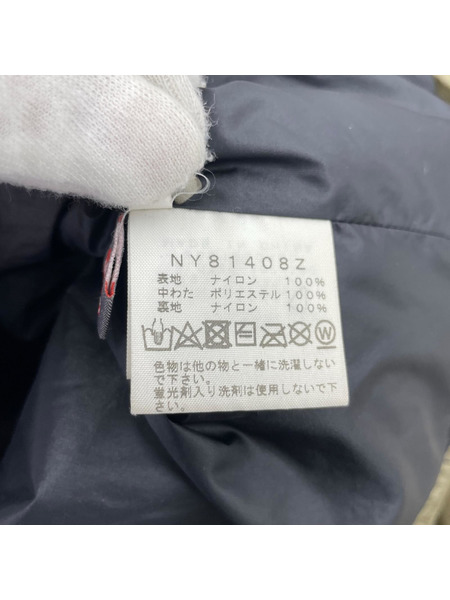 NY81408Z
表地 ナイロン 100%
中わた ポリエステル 100%
裏地 ナイロン 100%
色物は他の物と一緒に洗濯しない
で下さい。
蛍光剤入り洗剤は使用しないで下
さい。